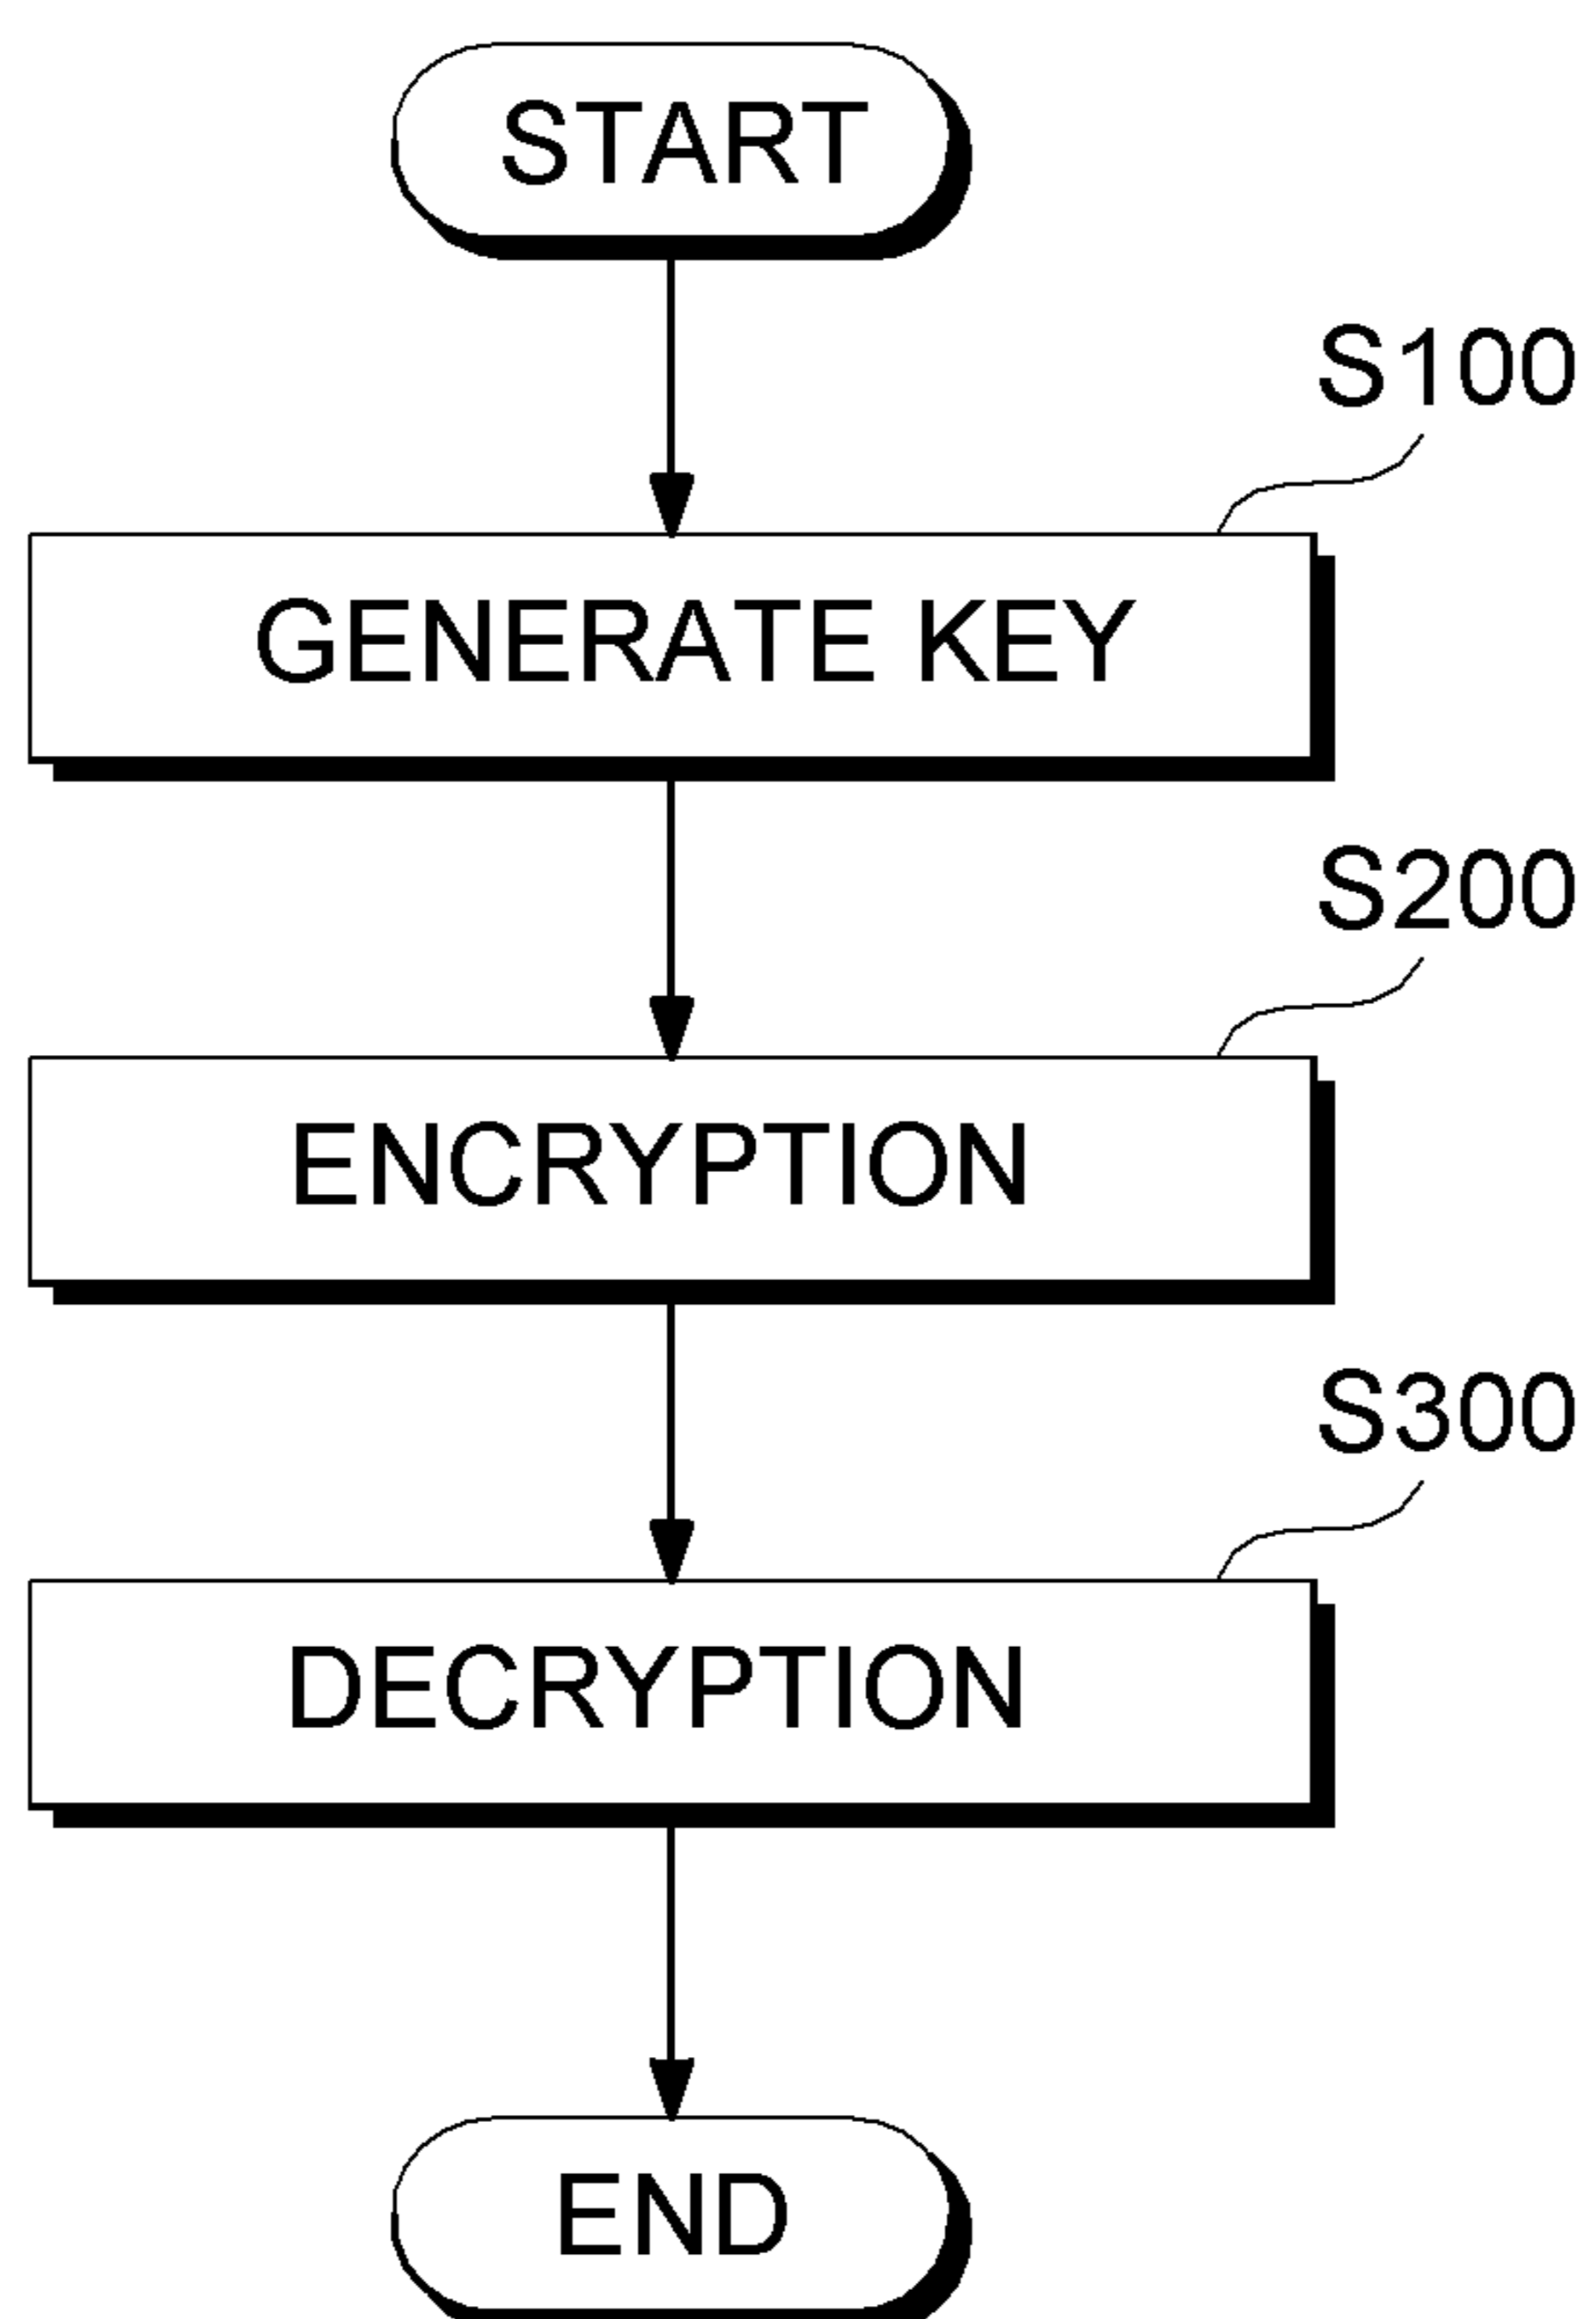 START
S100
GENERATE KEY
S200
ENCRYPTION
S300
DECRYPTION
END